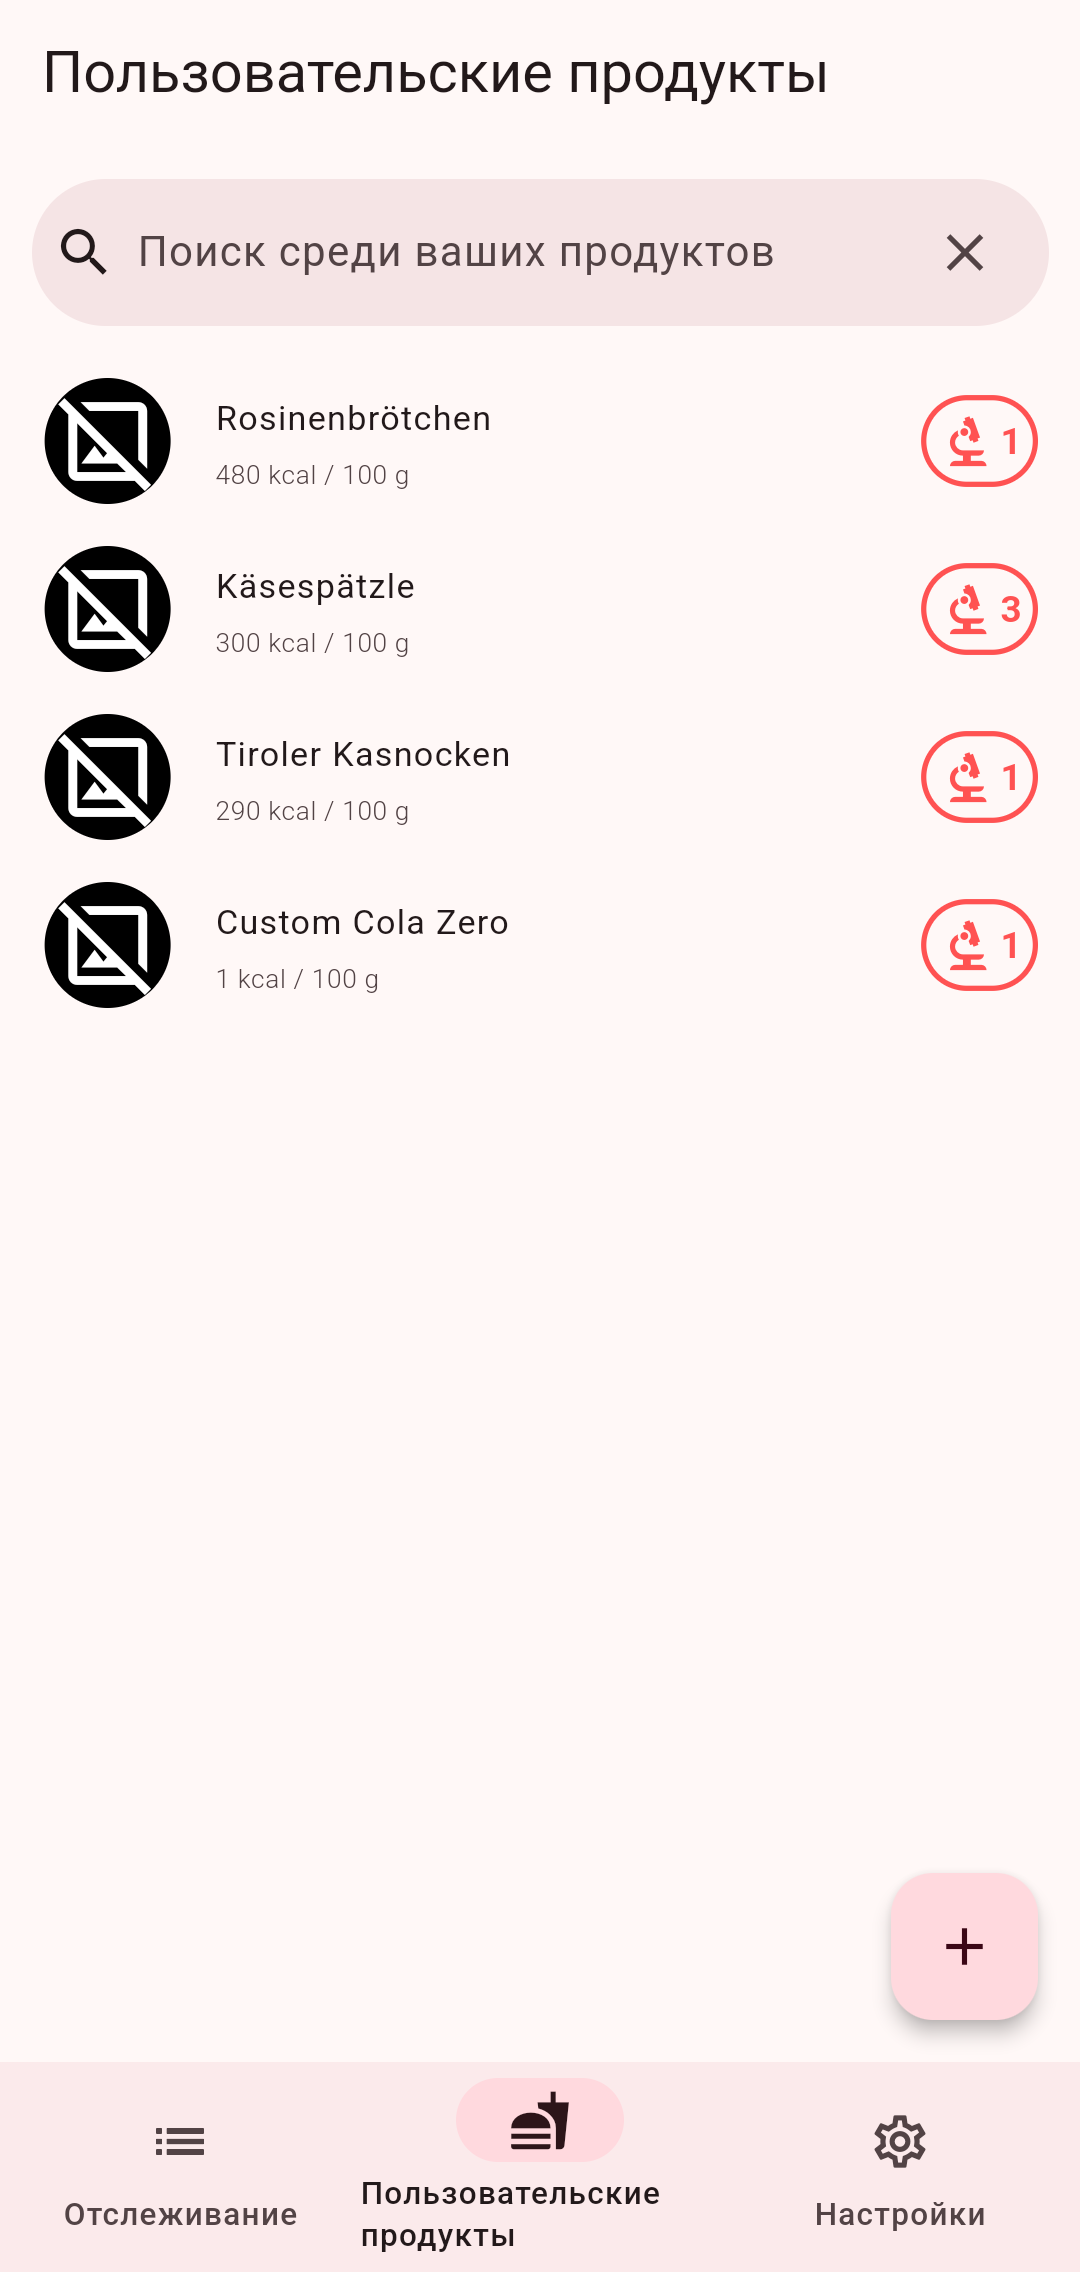 Пользовательские продукты
Поиск среди ваших продуктов
Rosinenbrötchen
480 kcal / 100 g
1
Käsespätzle
300 kcal / 100 g
3
Tiroler Kasnocken
290 kcal / 100 g
1
Custom Cola Zero
1 kcal / 100 g
1
Отслеживание
Пользовательские
продукты
Настройки